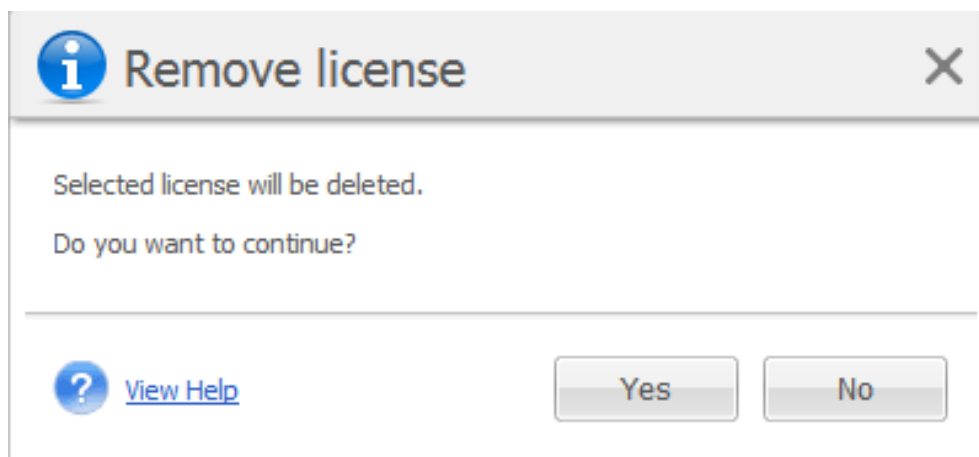 Remove license
Selected license will be deleted.
Do you want to continue?
View Help
Yes
No